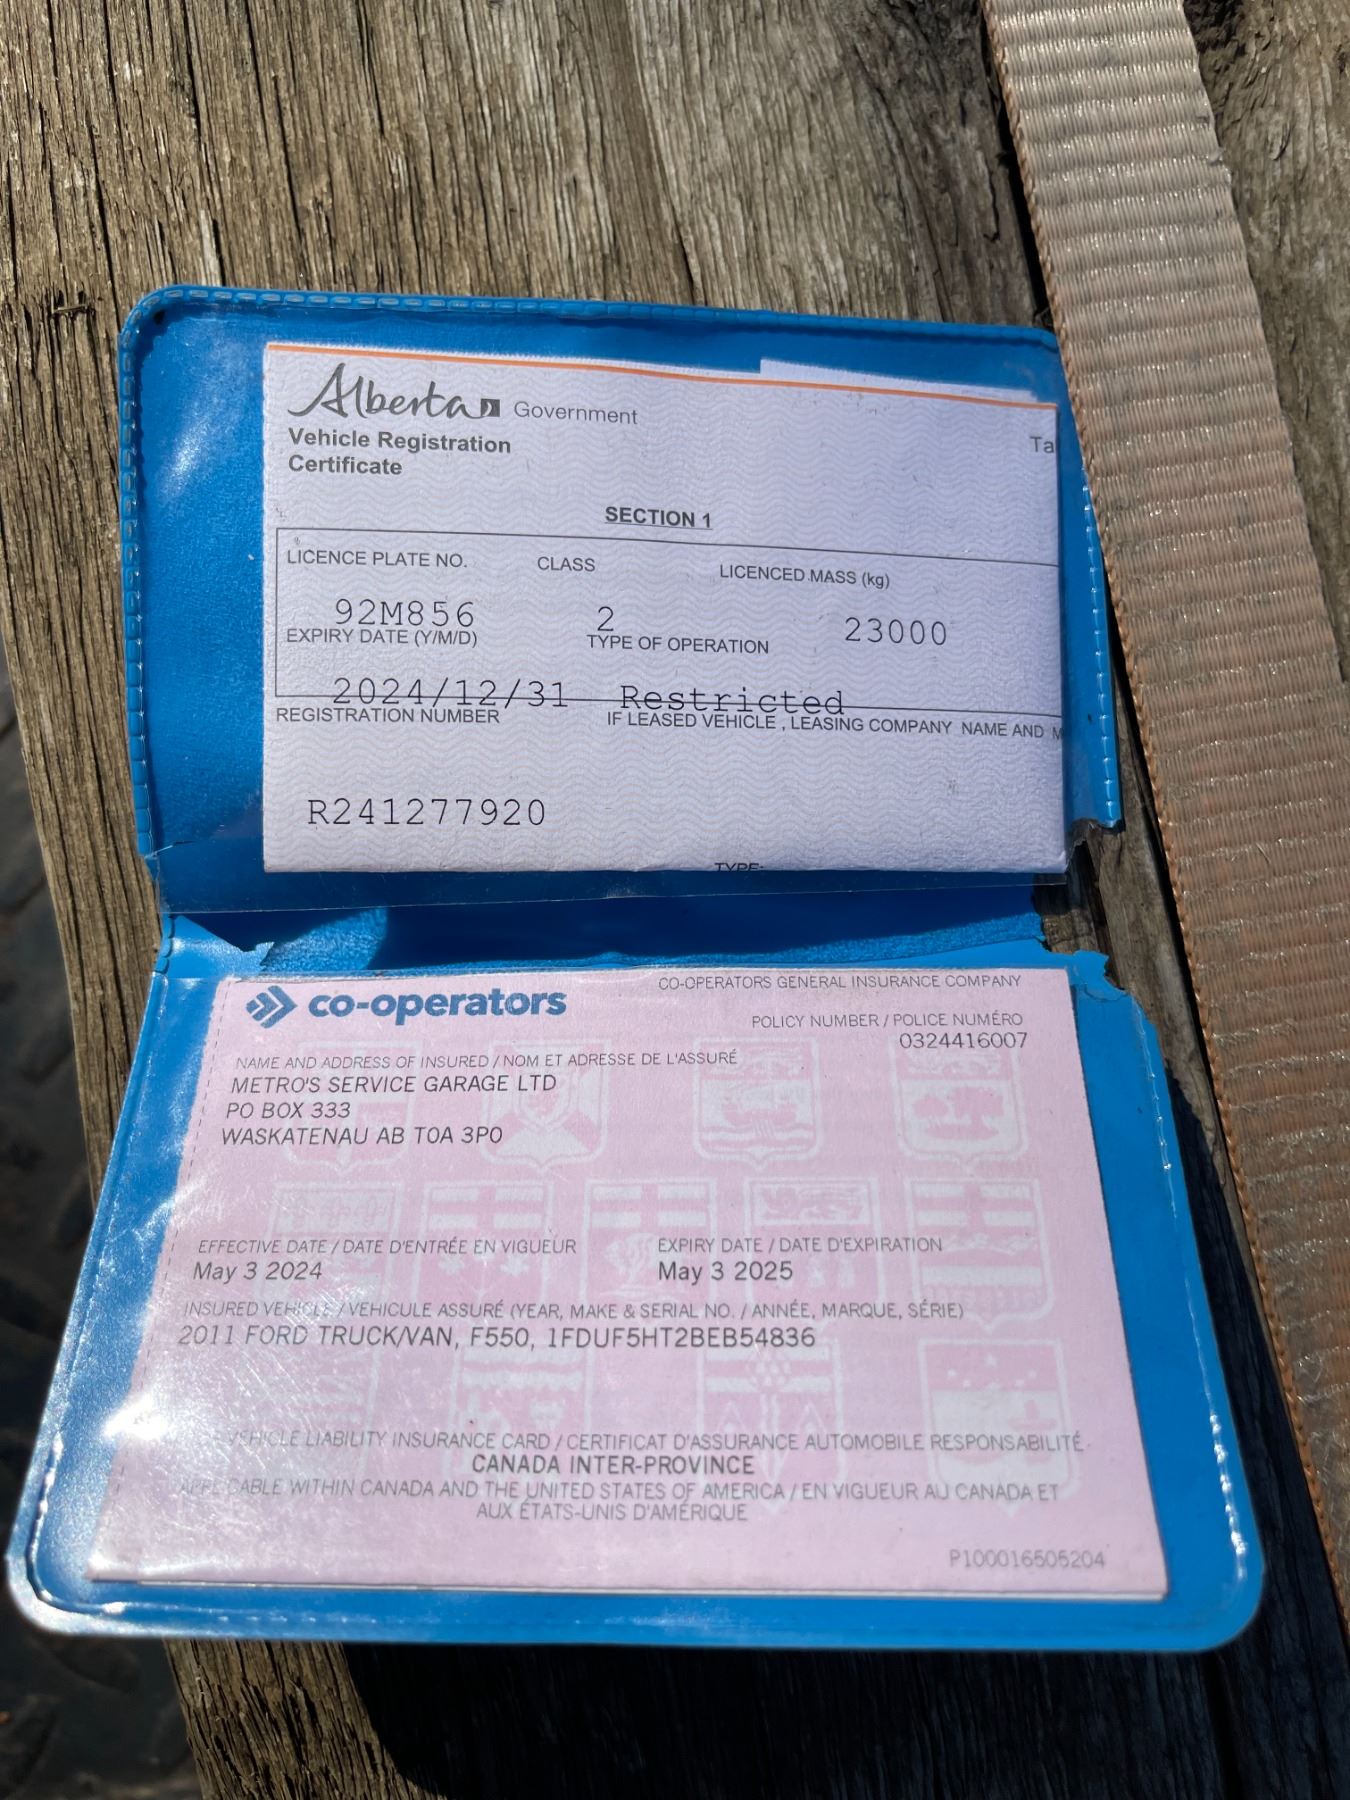 Alberta Government
Vehicle Registration
Certificate
Ta
SECTION 1
LICENCE PLATE NO. CLASS LICENCED MASS (kg)
92M856 2 23000
EXPIRY DATE (Y/M/D) TYPE OF OPERATION
2024/12/31 Restricted
REGISTRATION NUMBER IF LEASED VEHICLE , LEASING COMPANY NAME AND M
R241277920
TYPE:
co-operators
CO-OPERATORS GENERAL INSURANCE COMPANY
POLICY NUMBER / POLICE NUMÉRO
0324416007
NAME AND ADDRESS OF INSURED / NOM ET ADRESSE DE L'ASSURÉ
METRO'S SERVICE GARAGE LTD
PO BOX 333
WASKATENAU AB T0A 3P0
EFFECTIVE DATE / DATE D'ENTRÉE EN VIGUEUR EXPIRY DATE / DATE D'EXPIRATION
May 3 2024 May 3 2025
INSURED VEHICLE / VEHICULE ASSURÉ (YEAR, MAKE & SERIAL NO. / ANNÉE, MARQUE, SÉRIE)
2011 FORD TRUCK/VAN, F550, 1FDUF5HT2BEB54836
VEHICLE LIABILITY INSURANCE CARD / CERTIFICAT D'ASSURANCE AUTOMOBILE RESPONSABILITÉ
CANADA INTER-PROVINCE
APPLICABLE WITHIN CANADA AND THE UNITED STATES OF AMERICA / EN VIGUEUR AU CANADA ET
AUX ÉTATS-UNIS D'AMÉRIQUE
P100016505204